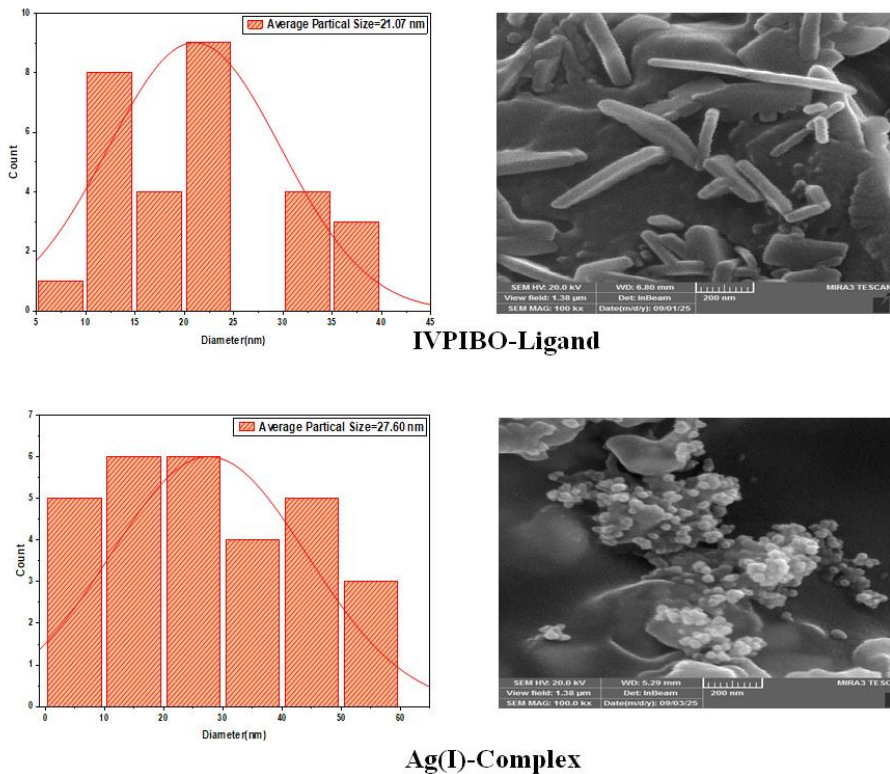 Average Partical Size=21.07 nm
10
8
6
4
2
0
Count
5 10 15 20 25 30 35 40 45
Diameter(nm)
SEM HV: 20.0 kV WD: 6.80 mm MIRA3 TESCAN
View field: 1.38 µm Det: InBeam 200 nm
SEM MAG: 100 kx Date(m/d/y): 09/01/25
IVPIBO-Ligand
Average Partical Size=27.60 nm
7
6
5
4
3
2
1
0
Count
0 10 20 30 40 50 60
Diameter(nm)
SEM HV: 20.0 kV WD: 5.29 mm MIRA3 TESCAN
View field: 1.38 µm Det: InBeam 200 nm
SEM MAG: 100.0 kx Date(m/d/y): 09/03/25
Ag(I)-Complex